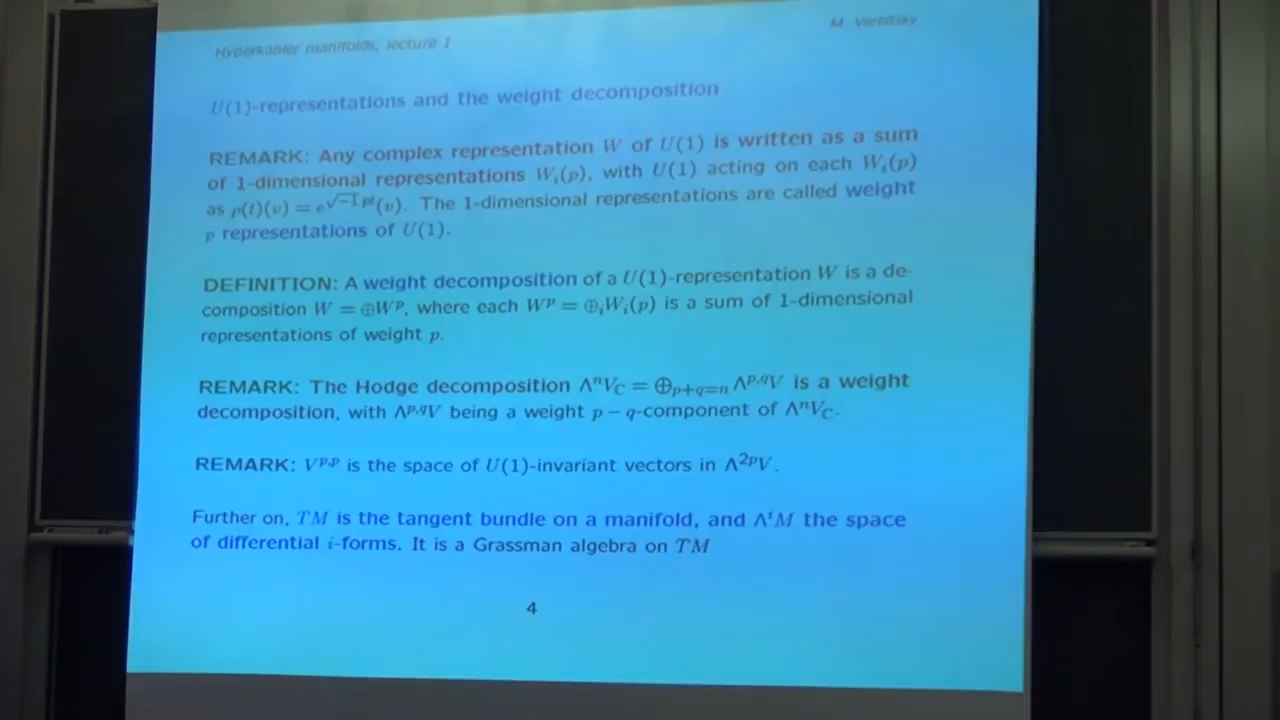 Hyperkähler manifolds, lecture 1
M. Verbitsky
U(1)-representations and the weight decomposition
REMARK: Any complex representation W of U(1) is written as a sum
of 1-dimensional representations Wᵢ(p), with U(1) acting on each Wᵢ(p)
as ρ(t)(v) = e^{√−1 pt}(v). The 1-dimensional representations are called weight
p representations of U(1).
DEFINITION: A weight decomposition of a U(1)-representation W is a de-
composition W = ⊕W^p, where each W^p = ⊕ᵢWᵢ(p) is a sum of 1-dimensional
representations of weight p.
REMARK: The Hodge decomposition Λ^n V_C = ⊕_{p+q=n} Λ^{p,q}V is a weight
decomposition, with Λ^{p,q}V being a weight p − q-component of Λ^n V_C.
REMARK: V^{p,p} is the space of U(1)-invariant vectors in Λ^{2p}V.
Further on, TM is the tangent bundle on a manifold, and Λ^i M the space
of differential i-forms. It is a Grassman algebra on TM
4